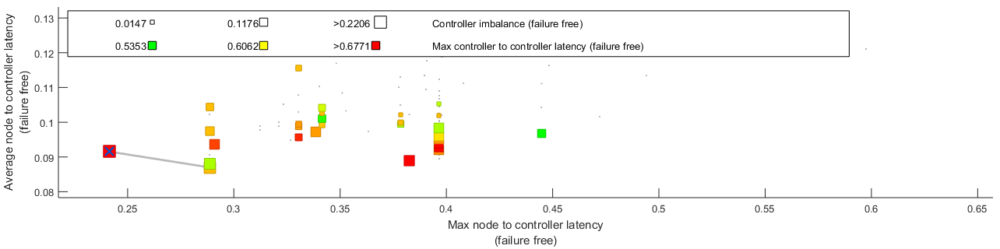 0.13
0.12
0.11
0.1
0.09
0.08
Average node to controller latency
(failure free)
0.0147 0.1176 >0.2206 Controller imbalance (failure free)
0.5353 0.6062 >0.6771 Max controller to controller latency (failure free)
0.25 0.3 0.35 0.4 0.45 0.5 0.55 0.6 0.65
Max node to controller latency
(failure free)